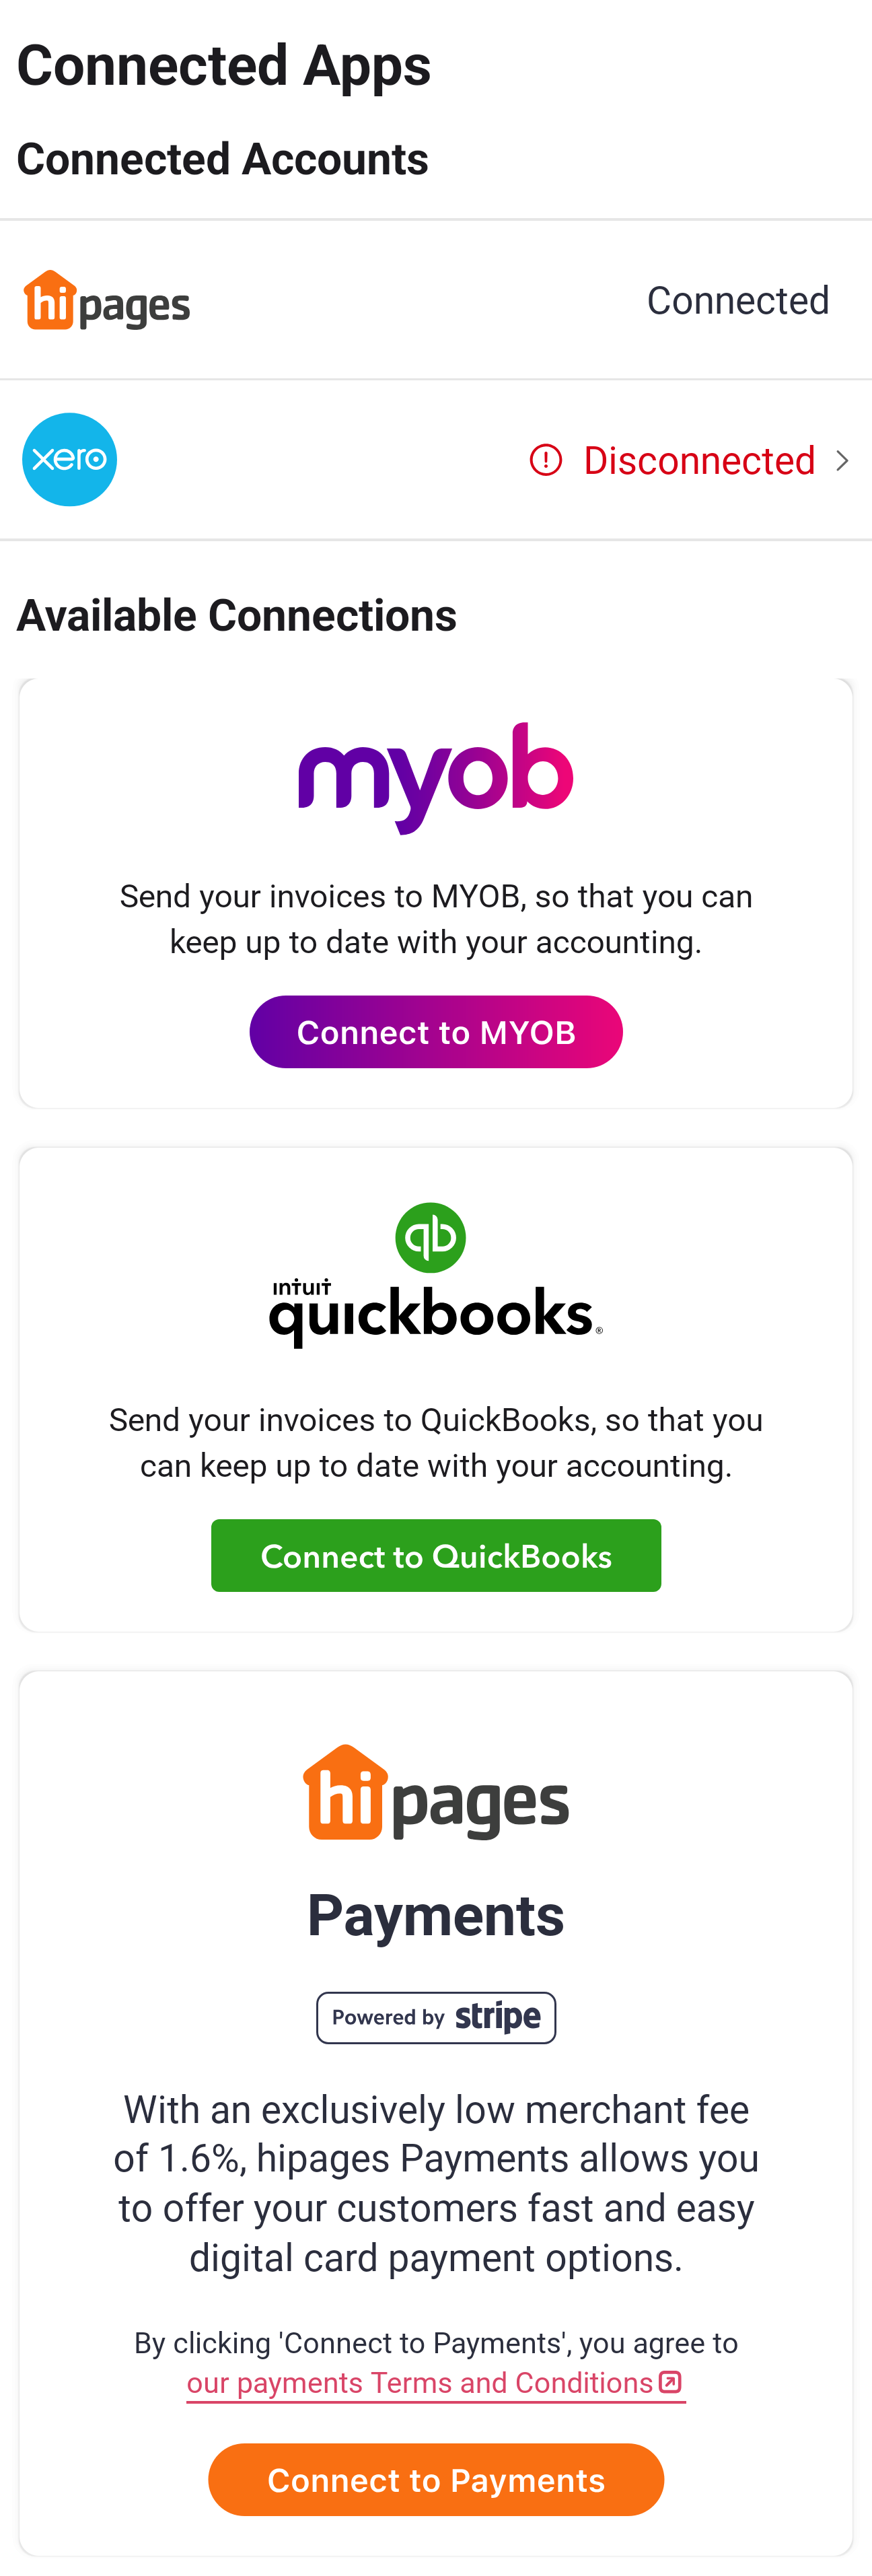 Connected Apps
Connected Accounts
hipages
Connected
xero
Disconnected
Available Connections
myob
Send your invoices to MYOB, so that you can
keep up to date with your accounting.
Connect to MYOB
qb
intuit
quickbooks®
Send your invoices to QuickBooks, so that you
can keep up to date with your accounting.
Connect to QuickBooks
hipages
Payments
Powered by stripe
With an exclusively low merchant fee
of 1.6%, hipages Payments allows you
to offer your customers fast and easy
digital card payment options.
By clicking 'Connect to Payments', you agree to
our payments Terms and Conditions
Connect to Payments